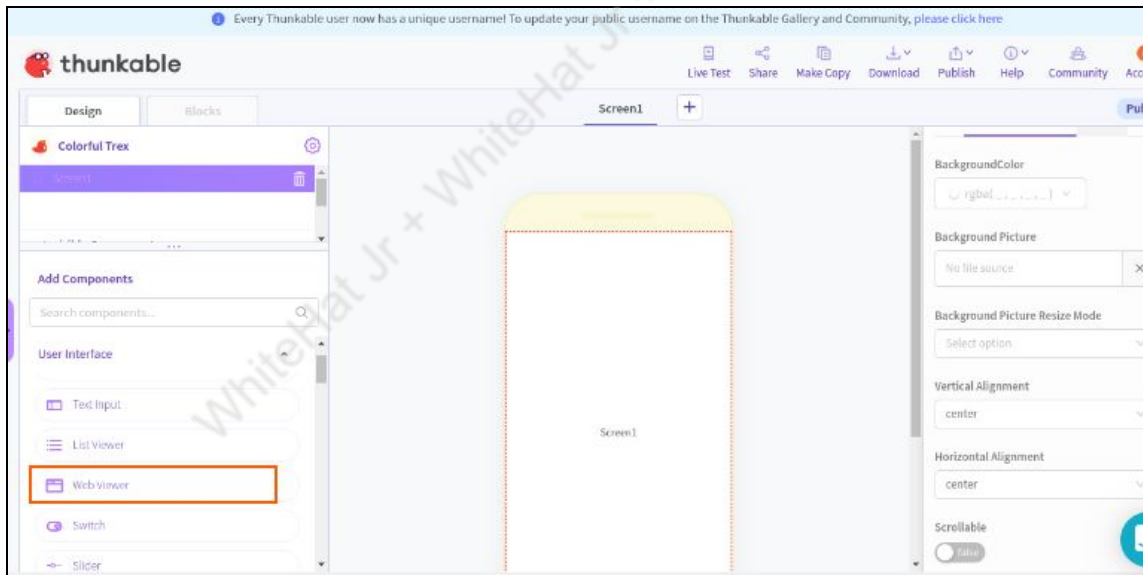 Every Thunkable user now has a unique username! To update your public username on the Thunkable Gallery and Community, please click here
thunkable
Live Test Share Make Copy Download Publish Help Community
Design Blocks Screen1 +
Colorful Trex
Screen1
Add Components
Search components...
User Interface
Text Input
List Viewer
Web Viewer
Switch
Slider
Screen1
BackgroundColor
rgba(_,_,_,_)
Background Picture
No file source
Background Picture Resize Mode
Select option
Vertical Alignment
center
Horizontal Alignment
center
Scrollable
false
WhiteHat Jr + WhiteHat Jr